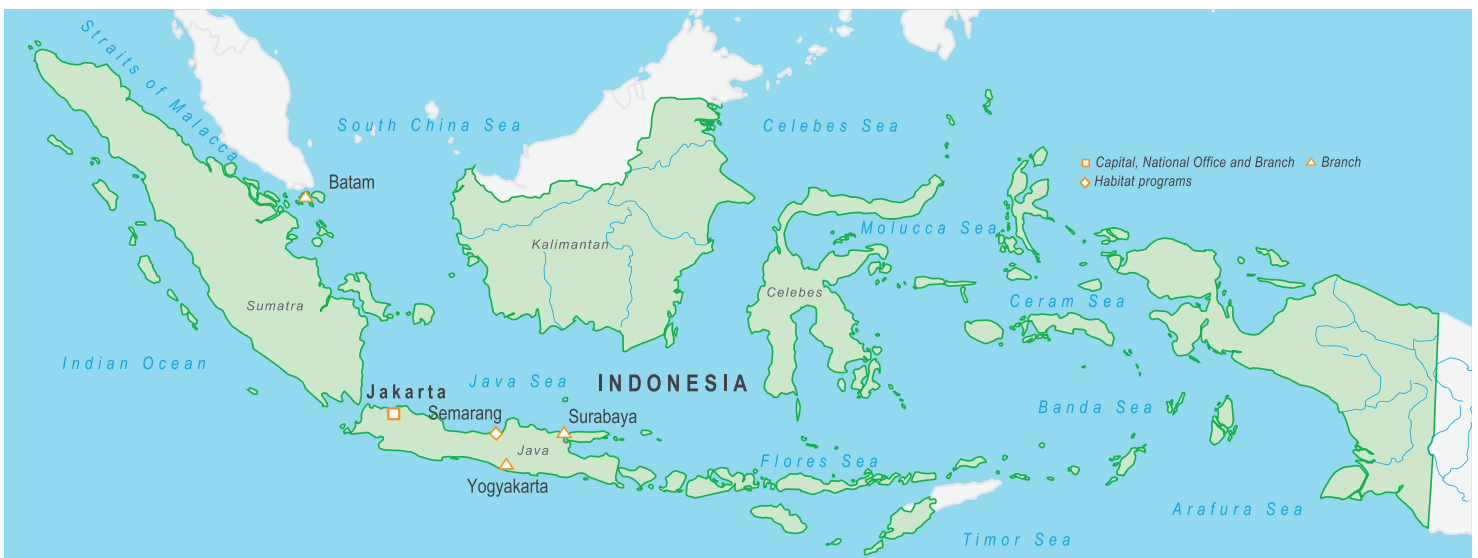 Straits of Malacca
South China Sea
Celebes Sea
Capital, National Office and Branch
Branch
Habitat programs
Batam
Molucca Sea
Kalimantan
Celebes
Sumatra
Ceram Sea
Indian Ocean
Java Sea
INDONESIA
Jakarta
Semarang
Surabaya
Banda Sea
Java
Flores Sea
Yogyakarta
Arafura Sea
Timor Sea